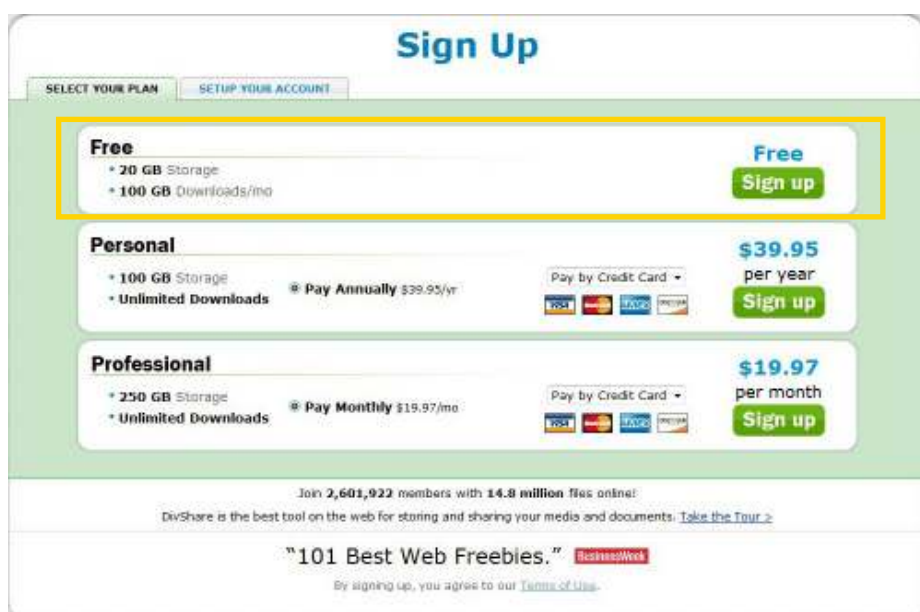 Sign Up
SELECT YOUR PLAN
SETUP YOUR ACCOUNT
Free
• 20 GB Storage
• 100 GB Downloads/mo
Free
Sign up
Personal
• 100 GB Storage
• Unlimited Downloads
Pay Annually $39.95/yr
Pay by Credit Card
VISA
$39.95
per year
Sign up
Professional
• 250 GB Storage
• Unlimited Downloads
Pay Monthly $19.97/mo
Pay by Credit Card
VISA
$19.97
per month
Sign up
Join 2,601,922 members with 14.8 million files online!
DivShare is the best tool on the web for storing and sharing your media and documents. Take the Tour >
"101 Best Web Freebies." BusinessWeek
By signing up, you agree to our Terms of Use.